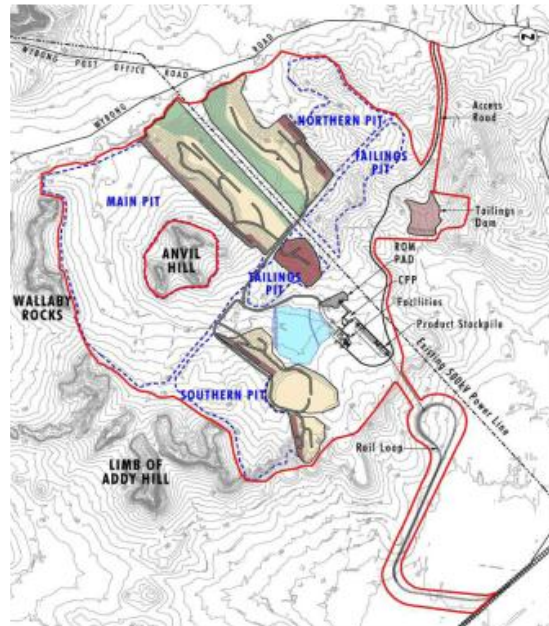 WYBONG POST OFFICE ROAD
WYBONG ROAD
Z
NORTHERN PIT
TAILINGS
PIT
Access
Road
MAIN PIT
Tailings
Dam
ANVIL
HILL
ROM
PAD
TAILINGS
PIT
CPP
Facilities
WALLABY
ROCKS
Product Stockpile
Existing 500kV Power Line
SOUTHERN PIT
Rail Loop
LIMB OF
ADDY HILL